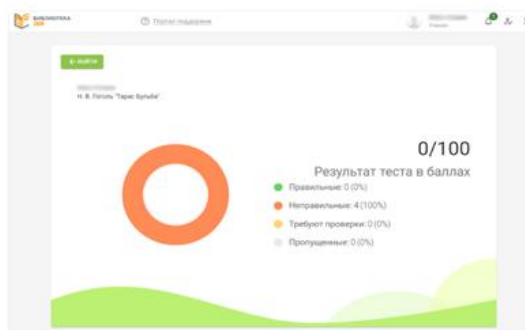 БИБЛИОТЕКА
Портал поддержки
← ВЫЙТИ
Н. В. Гоголь "Тарас Бульба".
0/100
Результат теста в баллах
Правильные: 0 (0%)
Неправильные: 4 (100%)
Требуют проверки: 0 (0%)
Пропущенные: 0 (0%)